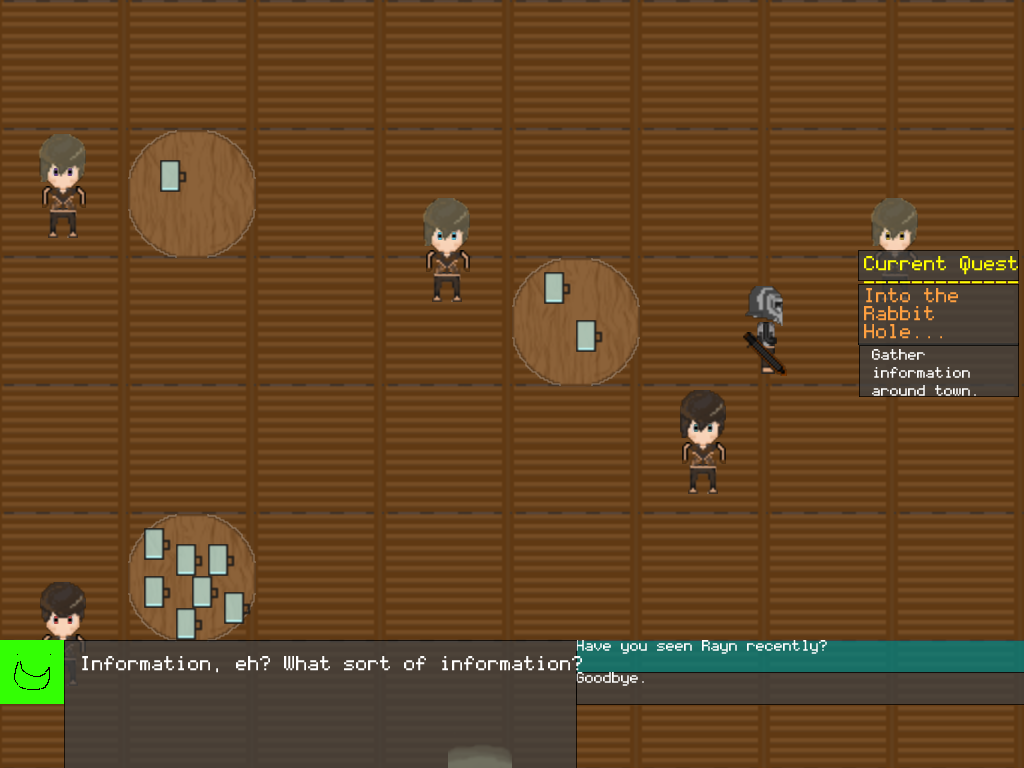 Current Quest
Into the
Rabbit
Hole...
Gather
information
around town.
Information, eh? What sort of information?
Have you seen Rayn recently?
Goodbye.